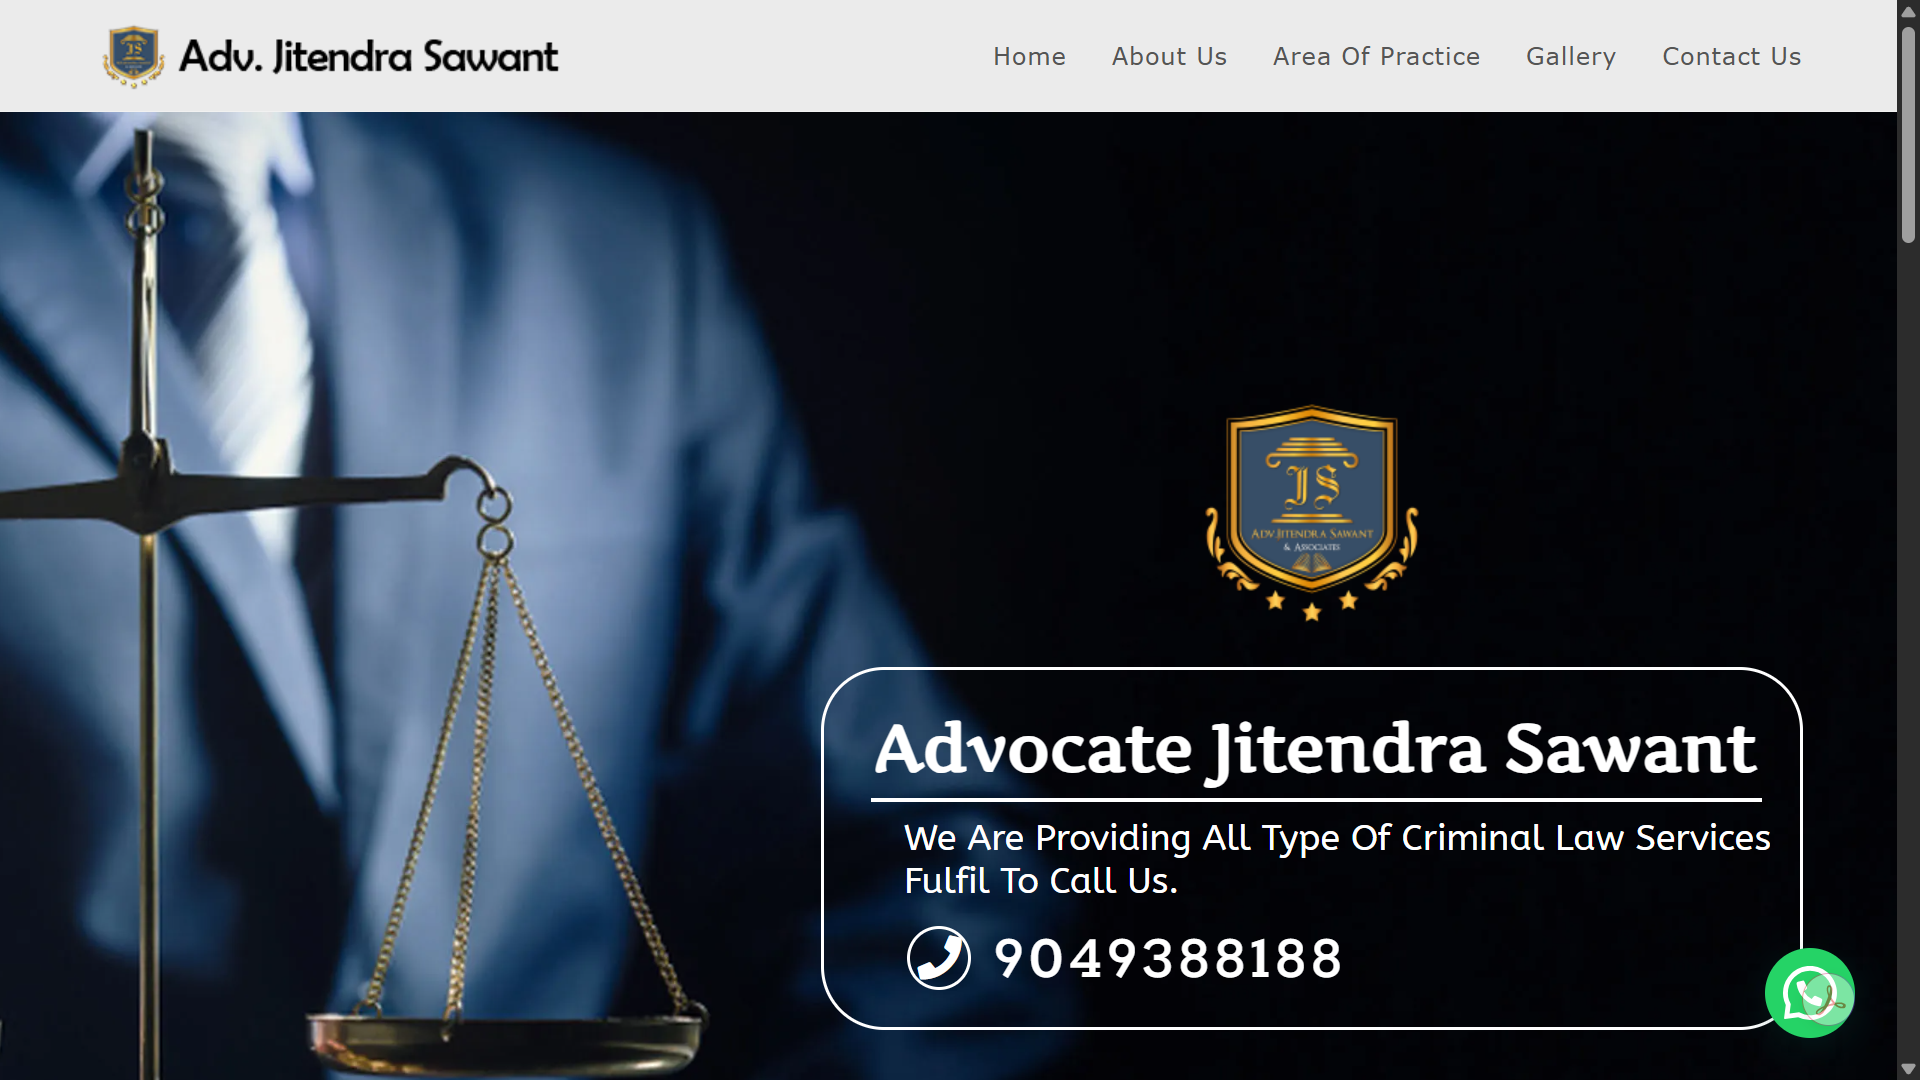 JS
Adv. Jitendra Sawant
Home
About Us
Area Of Practice
Gallery
Contact Us
JS
ADV.JITENDRA SAWANT
& ASSOCIATES
Advocate Jitendra Sawant
We Are Providing All Type Of Criminal Law Services
Fulfil To Call Us.
9049388188